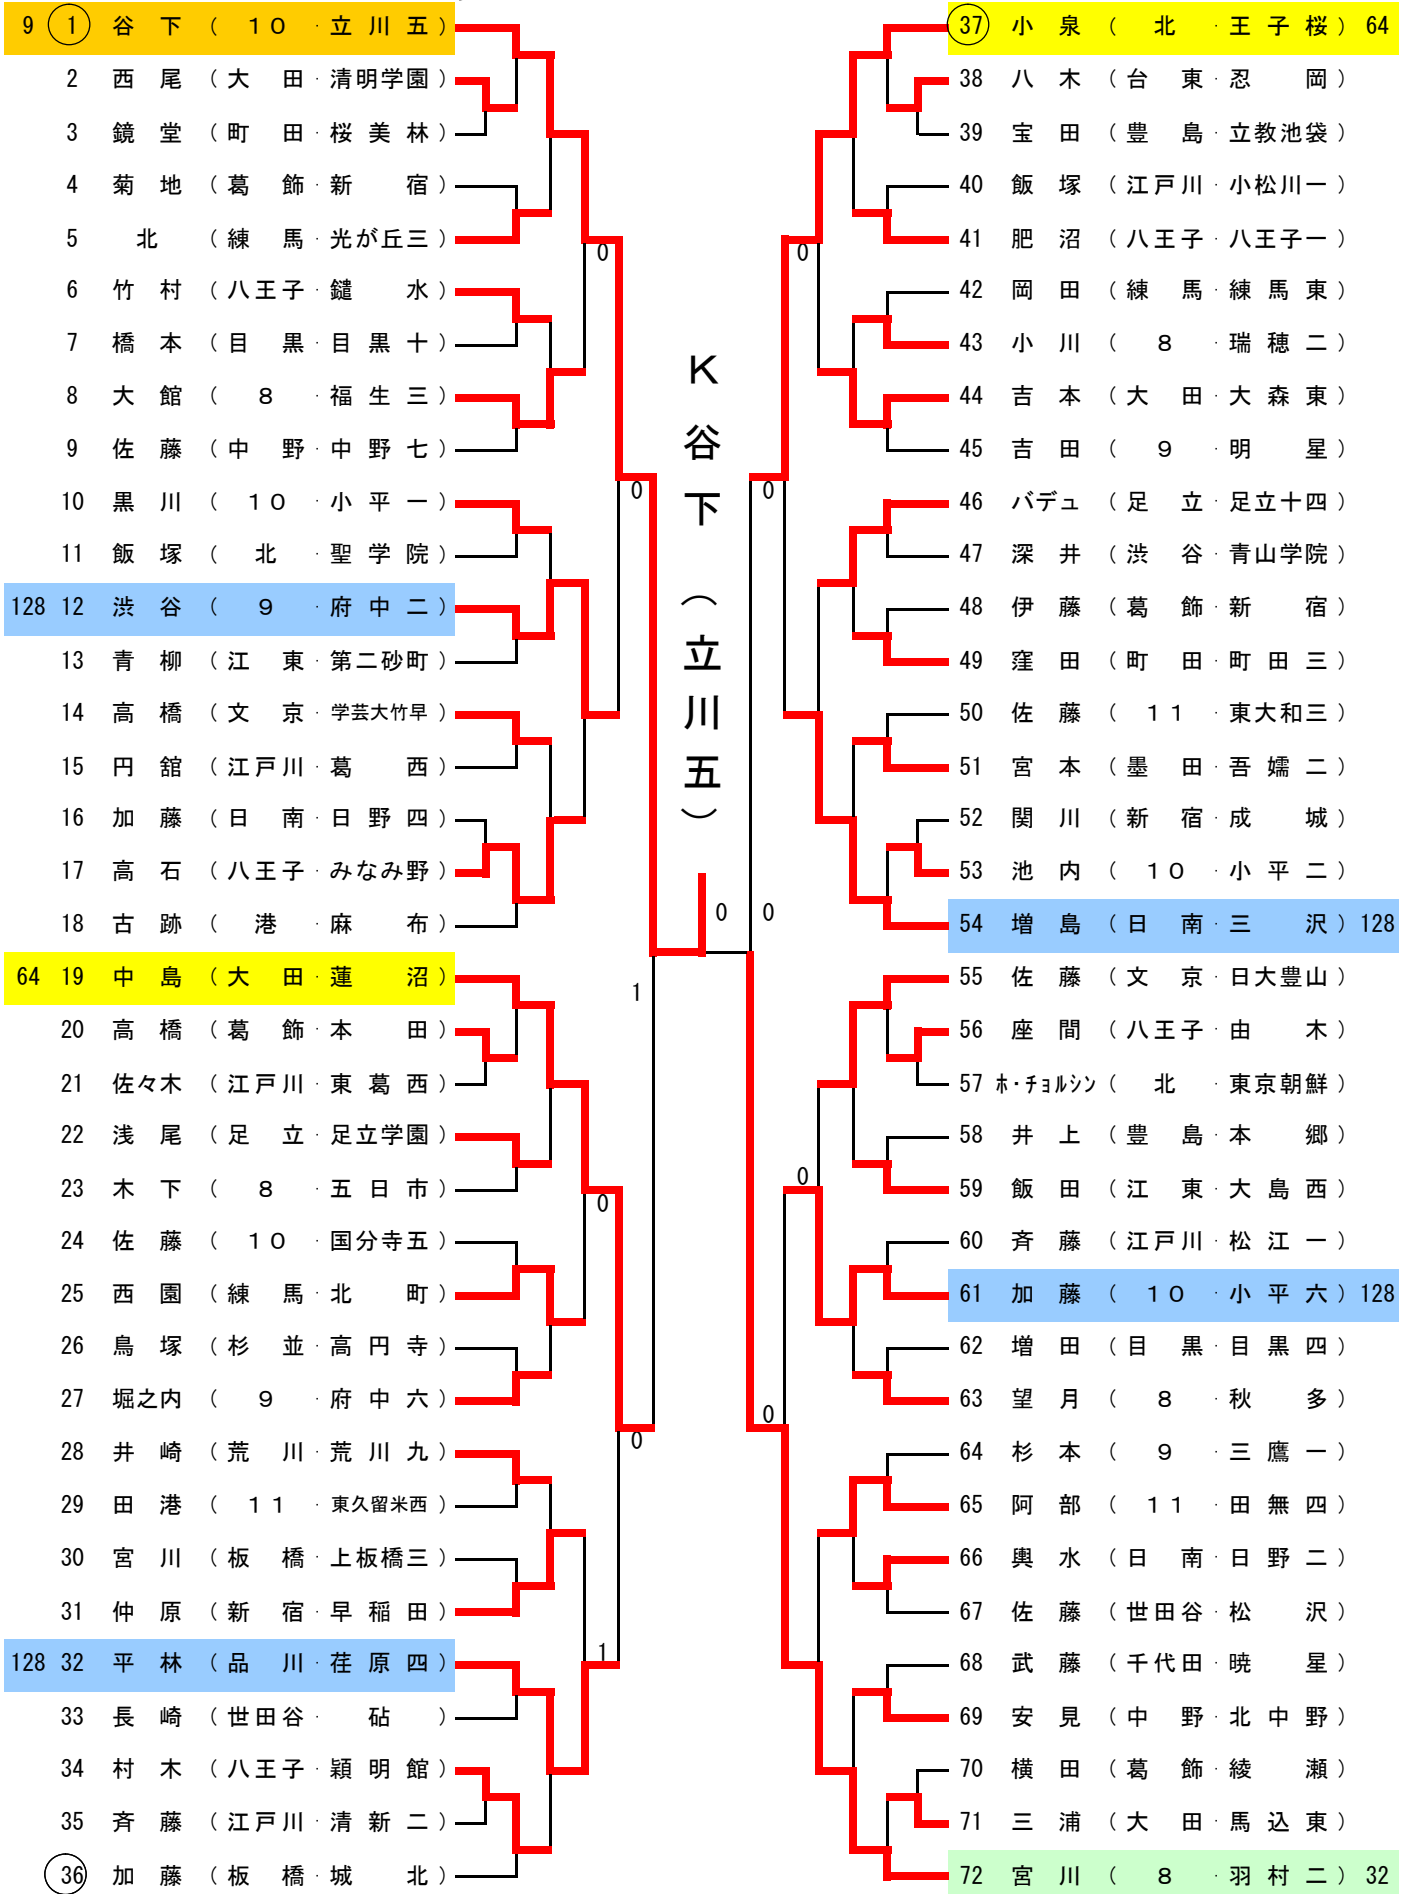 9 1 谷下 (10・立川五)
2 西尾 (大田・清明学園)
3 鏡堂 (町田・桜美林)
4 菊地 (葛飾・新宿)
5 北 (練馬・光が丘三)
6 竹村 (八王子・鑓水)
7 橋本 (目黒・目黒十)
8 大館 (8・福生三)
9 佐藤 (中野・中野七)
10 黒川 (10・小平一)
11 飯塚 (北・聖学院)
128 12 渋谷 (9・府中二)
13 青柳 (江東・第二砂町)
14 高橋 (文京・学芸大竹早)
15 円舘 (江戸川・葛西)
16 加藤 (日南・日野四)
17 高石 (八王子・みなみ野)
18 古跡 (港・麻布)
64 19 中島 (大田・蓮沼)
20 高橋 (葛飾・本田)
21 佐々木 (江戸川・東葛西)
22 浅尾 (足立・足立学園)
23 木下 (8・五日市)
24 佐藤 (10・国分寺五)
25 西園 (練馬・北町)
26 鳥塚 (杉並・高円寺)
27 堀之内 (9・府中六)
28 井崎 (荒川・荒川九)
29 田港 (11・東久留米西)
30 宮川 (板橋・上板橋三)
31 仲原 (新宿・早稲田)
128 32 平林 (品川・荏原四)
33 長崎 (世田谷・砧)
34 村木 (八王子・穎明館)
35 斉藤 (江戸川・清新二)
36 加藤 (板橋・城北)
0
0
0
0
1
1
0
K谷下(立川五)
0
0
0
0
0
37 小泉 (北・王子桜) 64
38 八木 (台東・忍岡)
39 宝田 (豊島・立教池袋)
40 飯塚 (江戸川・小松川一)
41 肥沼 (八王子・八王子一)
42 岡田 (練馬・練馬東)
43 小川 (8・瑞穂二)
44 吉本 (大田・大森東)
45 吉田 (9・明星)
46 バデュ (足立・足立十四)
47 深井 (渋谷・青山学院)
48 伊藤 (葛飾・新宿)
49 窪田 (町田・町田三)
50 佐藤 (11・東大和三)
51 宮本 (墨田・吾嬬二)
52 関川 (新宿・成城)
53 池内 (10・小平二)
54 増島 (日南・三沢) 128
55 佐藤 (文京・日大豊山)
56 座間 (八王子・由木)
57 ホ・チョルシン (北・東京朝鮮)
58 井上 (豊島・本郷)
59 飯田 (江東・大島西)
60 斉藤 (江戸川・松江一)
61 加藤 (10・小平六) 128
62 増田 (目黒・目黒四)
63 望月 (8・秋多)
64 杉本 (9・三鷹一)
65 阿部 (11・田無四)
66 輿水 (日南・日野二)
67 佐藤 (世田谷・松沢)
68 武藤 (千代田・暁星)
69 安見 (中野・北中野)
70 横田 (葛飾・綾瀬)
71 三浦 (大田・馬込東)
72 宮川 (8・羽村二) 32